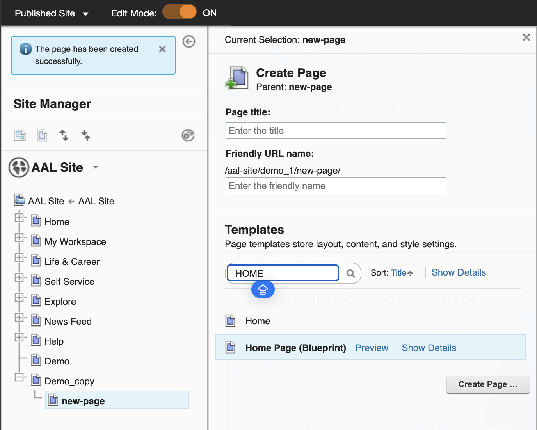 Published Site
Edit Mode: ON
The page has been created
successfully.
Site Manager
AAL Site
AAL Site ← AAL Site
Home
My Workspace
Life & Career
Self Service
Explore
News Feed
Help
Demo
Demo_copy
new-page
Current Selection: new-page
Create Page
Parent: new-page
Page title:
Enter the title
Friendly URL name:
/aal-site/demo_1/new-page/
Enter the friendly name
Templates
Page templates store layout, content, and style settings.
HOME
Sort: Title
Show Details
Home
Home Page (Blueprint) Preview Show Details
Create Page ...